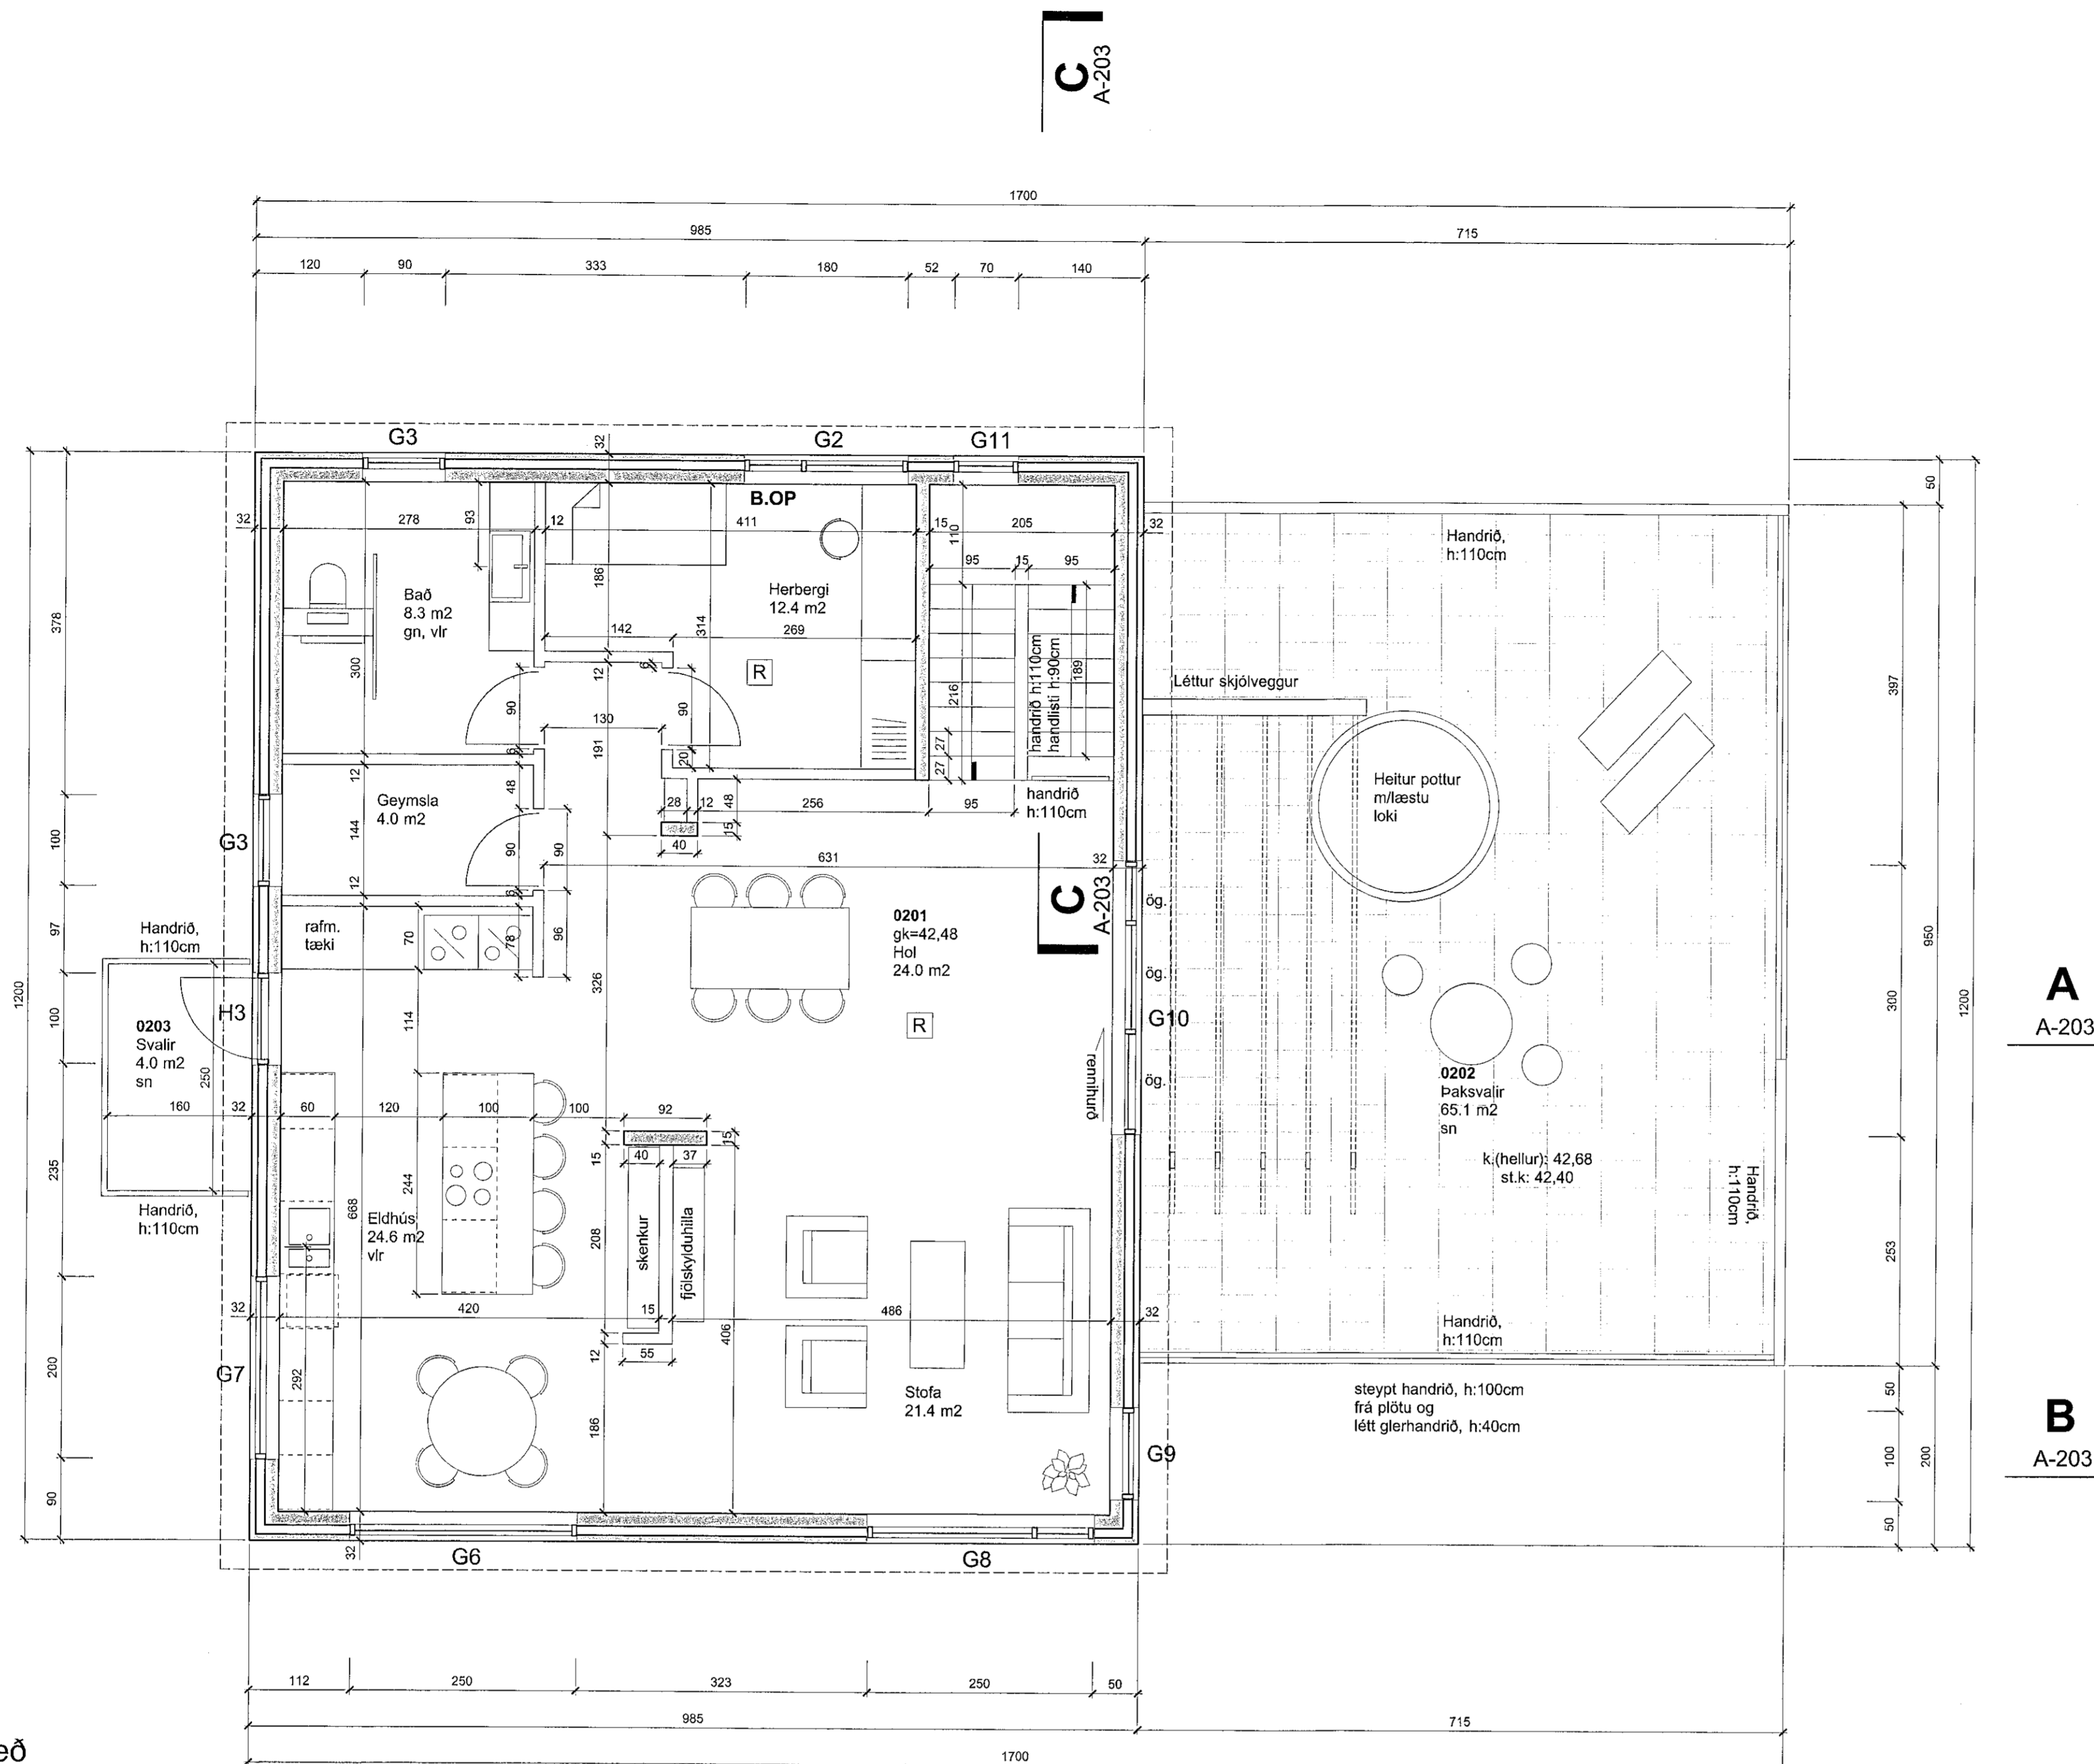 C
A-203
1700
985
715
120
90
333
180
52
70
140
G3
32
G2
G11
B.OP
50
32
278
93
12
411
15
110
205
32
95
15
95
Handrið,
h:110cm
186
Bað
8.3 m2
gn, vlr
Herbergi
12.4 m2
378
142
314
269
300
12
6
R
handrið h:110cm
handlisti h:90cm
189
216
Léttur skjólveggur
397
90
130
90
191
27
27
6
20
12
48
Geymsla
4.0 m2
28
12
48
256
95
handrið
h:110cm
Heitur pottur
m/læstu
loki
15
144
100
G3
90
90
40
631
32
12
6
C
A-203
ög.
Handrið,
h:110cm
97
rafm.
tæki
70
78
96
0201
gk=42,48
Hol
24.0 m2
950
326
ög.
A
A-203
1200
100
0203
Svalir
4.0 m2
sn
H3
114
R
G10
300
1200
250
rennihurð
ög.
0202
Þaksvalir
65.1 m2
sn
160
32
60
120
100
100
92
15
15
40
37
k.(hellur): 42,68
st.k: 42,40
Handrið,
h:110cm
235
244
668
Eldhús
24.6 m2
vlr
208
skenkur
fjölskylduhilla
Handrið,
h:110cm
253
32
420
15
486
32
406
Handrið,
h:110cm
12
55
G7
200
292
Stofa
21.4 m2
steypt handrið, h:100cm
frá plötu og
létt glerhandrið, h:40cm
50
B
A-203
186
G9
100
200
90
50
32
G6
G8
112
250
323
250
50
985
715
1700
eð